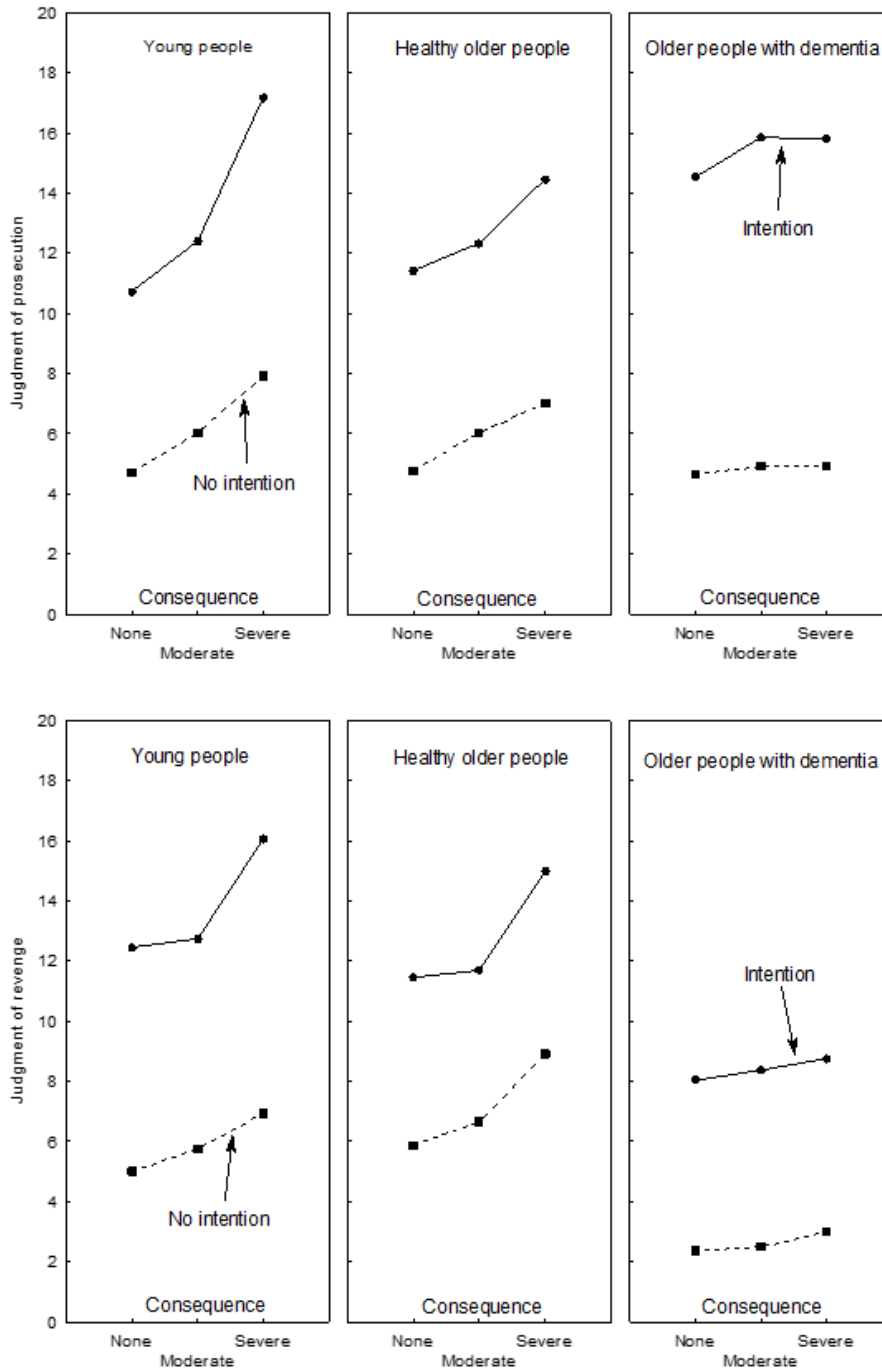 20
18
16
14
12
10
8
6
4
2
0
Jugdment of prosecution
Young people
Healthy older people
Older people with dementia
Intention
No intention
Consequence
Consequence
Consequence
None
Severe
None
Severe
None
Severe
Moderate
Moderate
Moderate
20
18
16
14
12
10
8
6
4
2
0
Judgment of revenge
Young people
Healthy older people
Older people with dementia
Intention
No intention
Consequence
Consequence
Consequence
None
Severe
None
Severe
None
Severe
Moderate
Moderate
Moderate